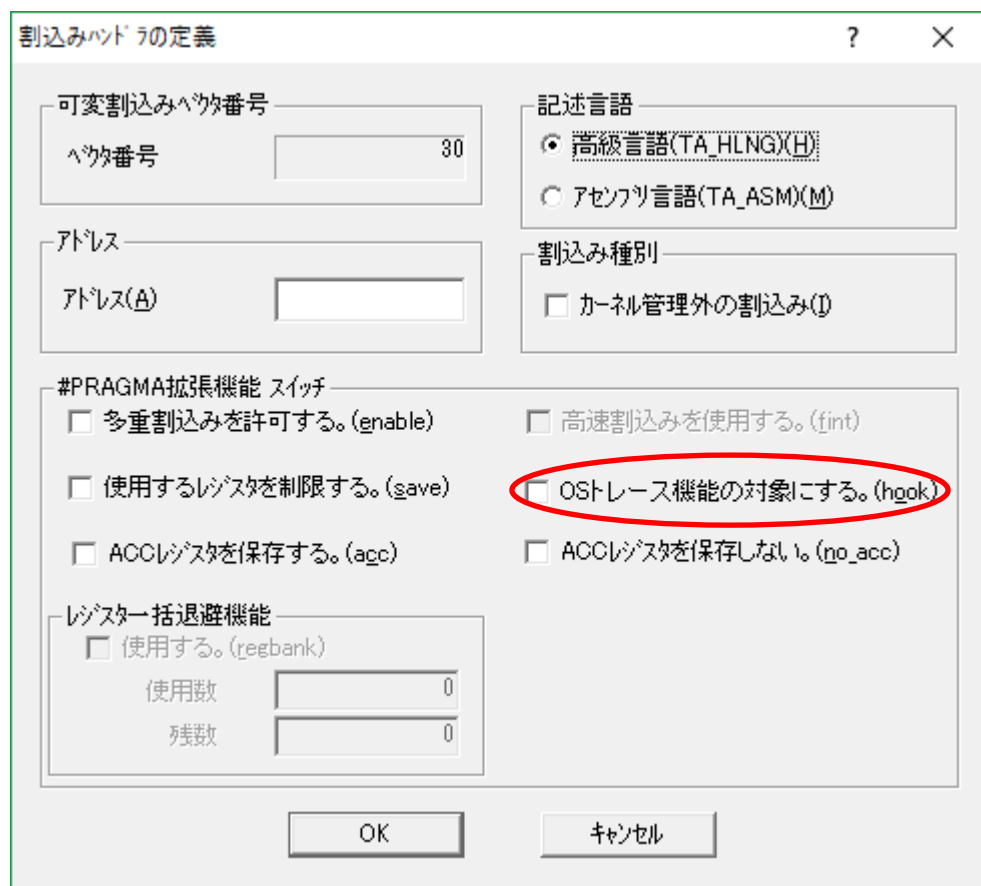 割込みﾊﾝﾄﾞﾗの定義
?
可変割込みﾍﾞｸﾀ番号
ﾍﾞｸﾀ番号
30
記述言語
高級言語(TA_HLNG)(H)
ｱｾﾝﾌﾞﾘ言語(TA_ASM)(M)
ｱﾄﾞﾚｽ
ｱﾄﾞﾚｽ(A)
割込み種別
ｶｰﾈﾙ管理外の割込み(I)
#PRAGMA拡張機能 ｽｲｯﾁ
多重割込みを許可する。(enable)
高速割込みを使用する。(fint)
使用するﾚｼﾞｽﾀを制限する。(save)
OSﾄﾚｰｽ機能の対象にする。(hook)
ACCﾚｼﾞｽﾀを保存する。(acc)
ACCﾚｼﾞｽﾀを保存しない。(no_acc)
ﾚｼﾞｽﾀ一括退避機能
使用する。(regbank)
使用数
0
残数
0
OK
ｷｬﾝｾﾙ